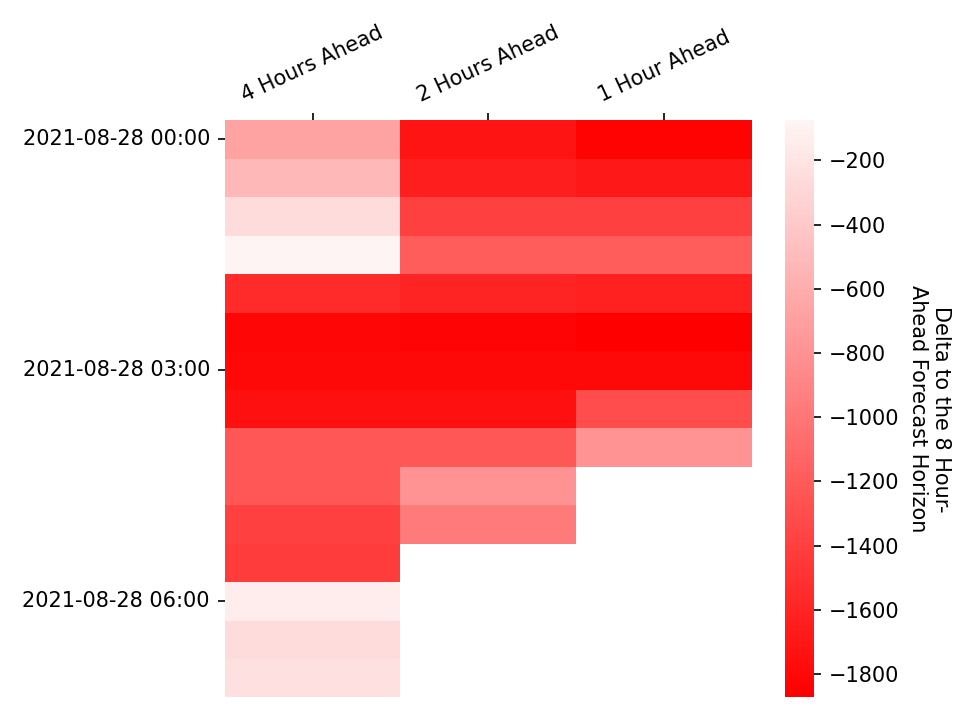 4 Hours Ahead
2 Hours Ahead
1 Hour Ahead
2021-08-28 00:00
2021-08-28 03:00
2021-08-28 06:00
−200
−400
−600
−800
−1000
−1200
−1400
−1600
−1800
Delta to the 8 Hour-
Ahead Forecast Horizon